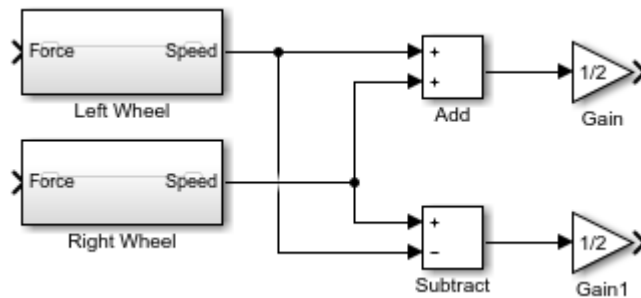 Force Speed
Left Wheel
+
+
Add
1/2
Gain
Force Speed
Right Wheel
+
−
Subtract
1/2
Gain1